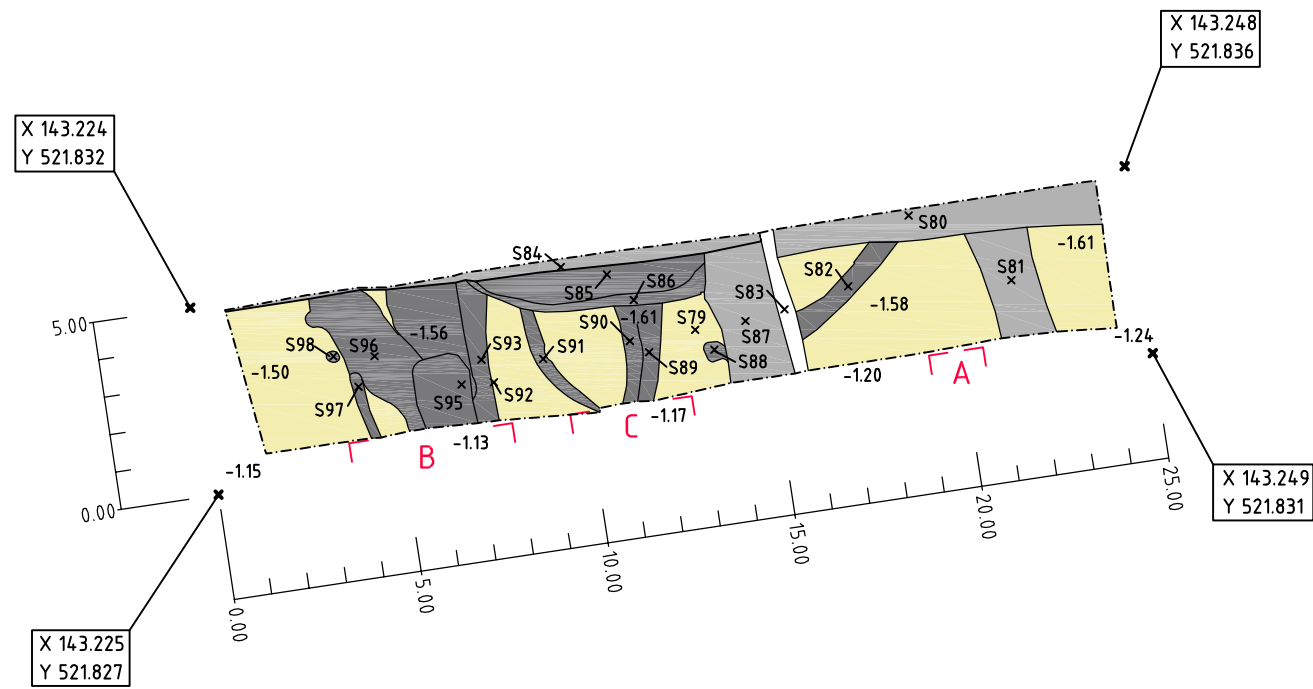 X 143.248
Y 521.836
X 143.224
Y 521.832
S80
-1.61
S84
S85
S86
S82
S81
S83
-1.58
-1.61
S79
S90
S87
5.00
-1.56
S98
S96
S93
S91
S89
S88
-1.24
-1.50
S97
S95
S92
-1.20
A
-1.17
C
-1.13
B
-1.15
0.00
X 143.249
Y 521.831
25.00
20.00
15.00
10.00
5.00
0.00
X 143.225
Y 521.827